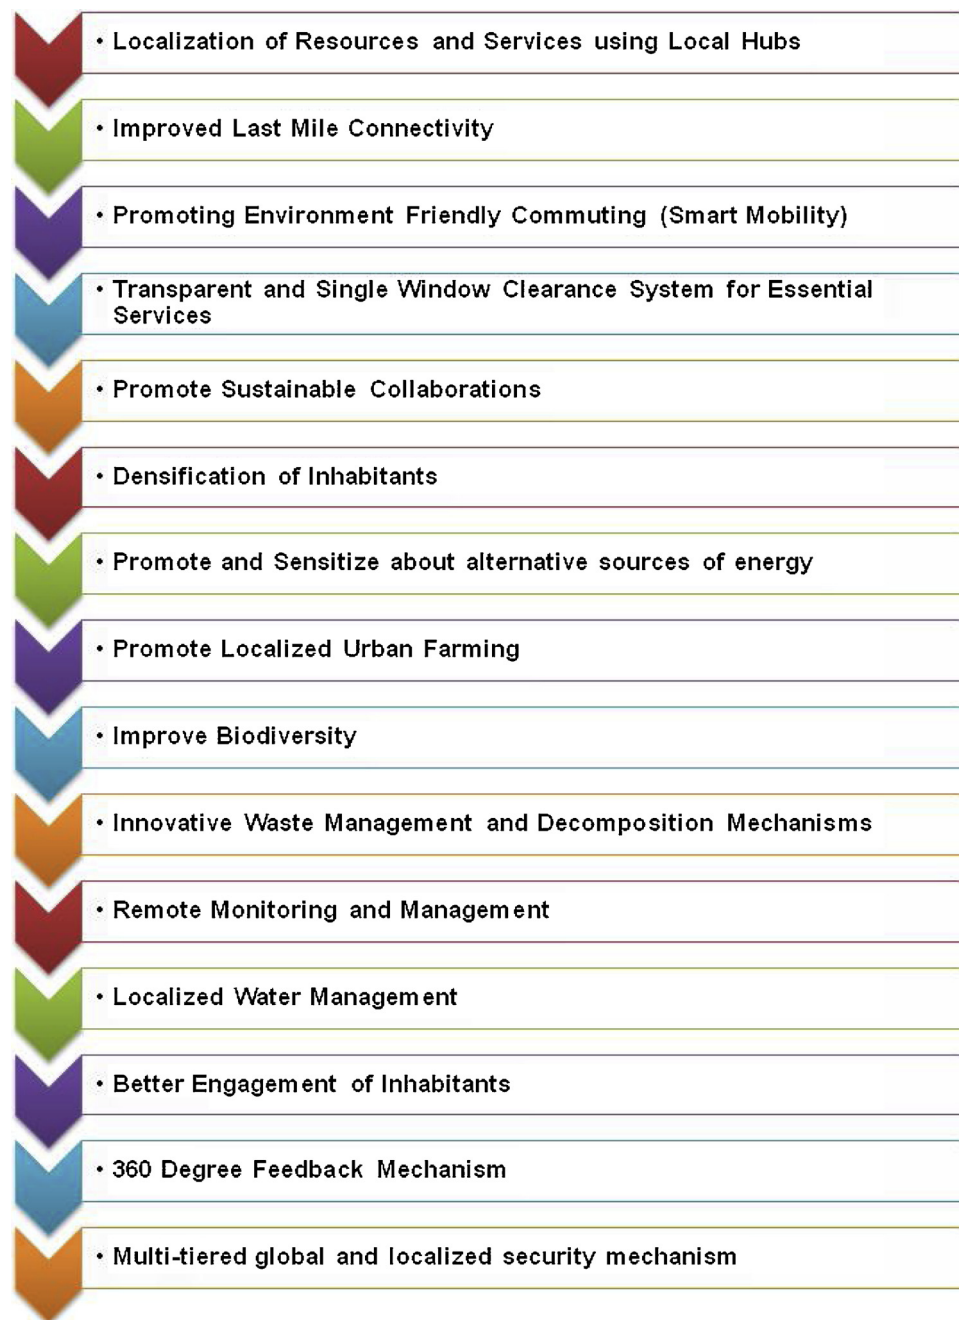 • Localization of Resources and Services using Local Hubs
• Improved Last Mile Connectivity
• Promoting Environment Friendly Commuting (Smart Mobility)
• Transparent and Single Window Clearance System for Essential
Services
• Promote Sustainable Collaborations
• Densification of Inhabitants
• Promote and Sensitize about alternative sources of energy
• Promote Localized Urban Farming
• Improve Biodiversity
• Innovative Waste Management and Decomposition Mechanisms
• Remote Monitoring and Management
• Localized Water Management
• Better Engagement of Inhabitants
• 360 Degree Feedback Mechanism
• Multi-tiered global and localized security mechanism